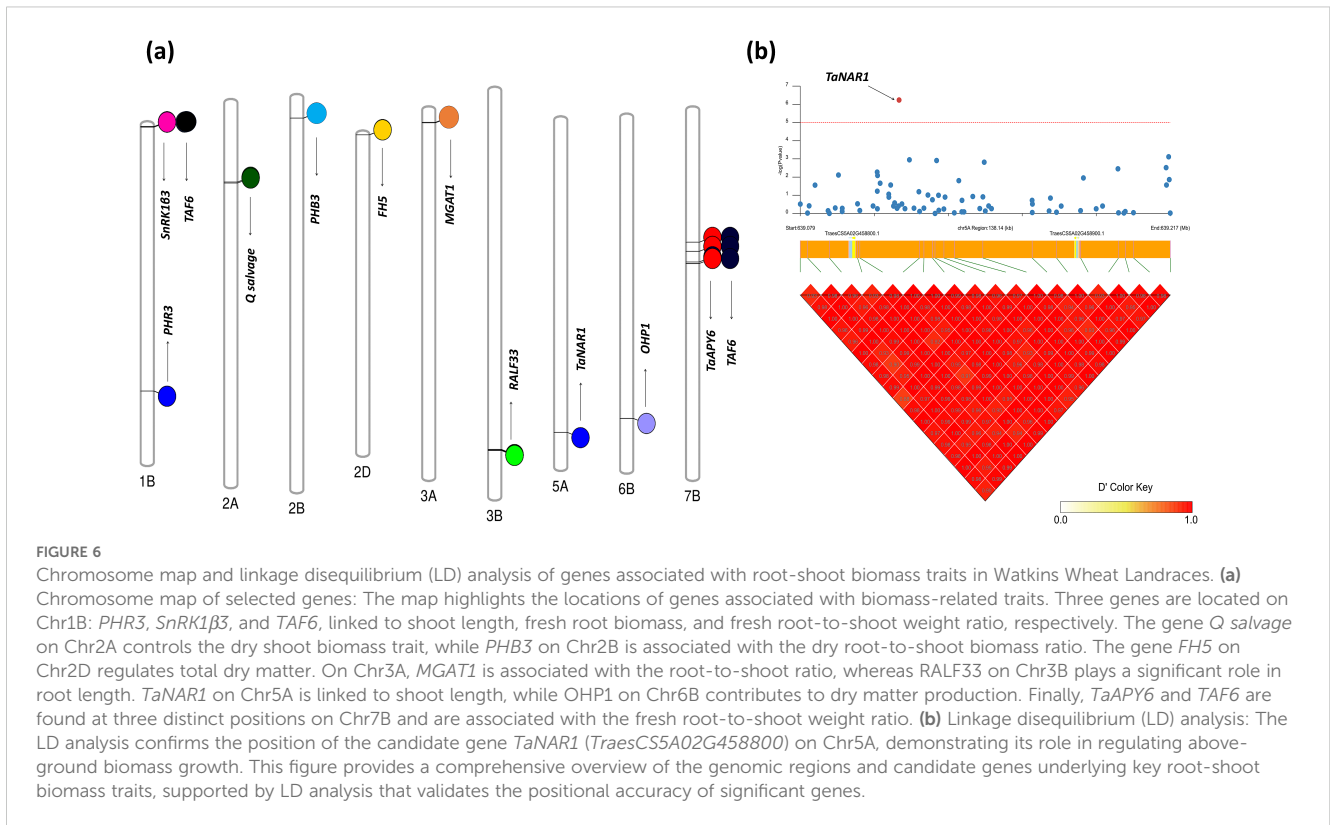 (a)
(b)
SnRK1β3
TAF6
PHR3
1B
Q salvage
2A
PHB3
2B
FH5
2D
MGAT1
3A
RALF33
3B
TaNAR1
5A
OHP1
6B
TaAPY6
TAF6
7B
TaNAR1
-log(Pvalue)
7
6
5
4
3
2
1
0
Start:639.079
chr5A Region:138.14 (kb)
End:639.217 (Mb)
TraesCS5A02G458800.1
TraesCS5A02G458900.1
D' Color Key
0.0
1.0
FIGURE 6
Chromosome map and linkage disequilibrium (LD) analysis of genes associated with root-shoot biomass traits in Watkins Wheat Landraces. (a)
Chromosome map of selected genes: The map highlights the locations of genes associated with biomass-related traits. Three genes are located on
Chr1B: PHR3, SnRK1β3, and TAF6, linked to shoot length, fresh root biomass, and fresh root-to-shoot weight ratio, respectively. The gene Q salvage
on Chr2A controls the dry shoot biomass trait, while PHB3 on Chr2B is associated with the dry root-to-shoot biomass ratio. The gene FH5 on
Chr2D regulates total dry matter. On Chr3A, MGAT1 is associated with the root-to-shoot ratio, whereas RALF33 on Chr3B plays a significant role in
root length. TaNAR1 on Chr5A is linked to shoot length, while OHP1 on Chr6B contributes to dry matter production. Finally, TaAPY6 and TAF6 are
found at three distinct positions on Chr7B and are associated with the fresh root-to-shoot weight ratio. (b) Linkage disequilibrium (LD) analysis: The
LD analysis confirms the position of the candidate gene TaNAR1 (TraesCS5A02G458800) on Chr5A, demonstrating its role in regulating above-
ground biomass growth. This figure provides a comprehensive overview of the genomic regions and candidate genes underlying key root-shoot
biomass traits, supported by LD analysis that validates the positional accuracy of significant genes.